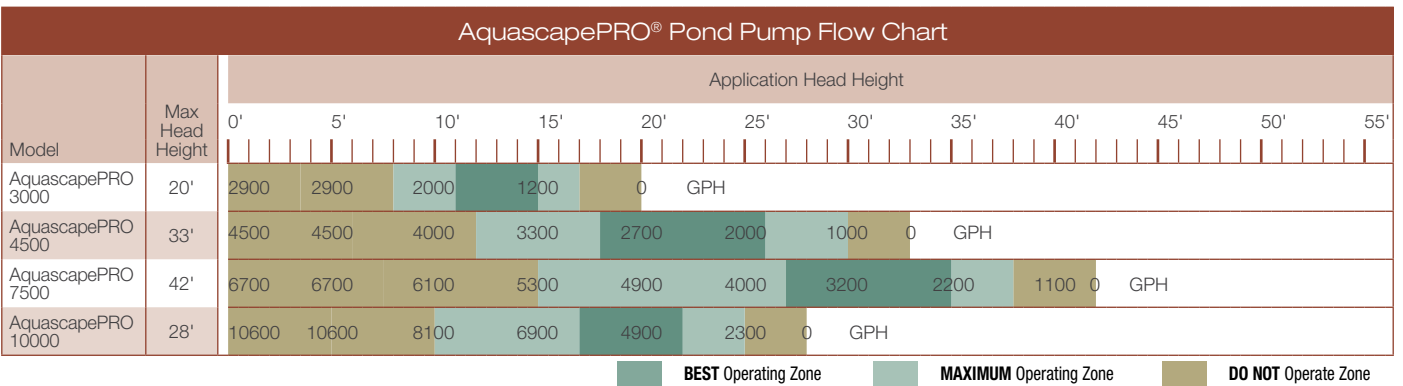 AquascapePRO® Pond Pump Flow Chart
Application Head Height
Model
Max
Head
Height
0' 5' 10' 15' 20' 25' 30' 35' 40' 45' 50' 55'
AquascapePRO
3000
20'
2900 2900 2000 1200 0 GPH
AquascapePRO
4500
33'
4500 4500 4000 3300 2700 2000 1000 0 GPH
AquascapePRO
7500
42'
6700 6700 6100 5300 4900 4000 3200 2200 1100 0 GPH
AquascapePRO
10000
28'
10600 10600 8100 6900 4900 2300 0 GPH
BEST Operating Zone
MAXIMUM Operating Zone
DO NOT Operate Zone